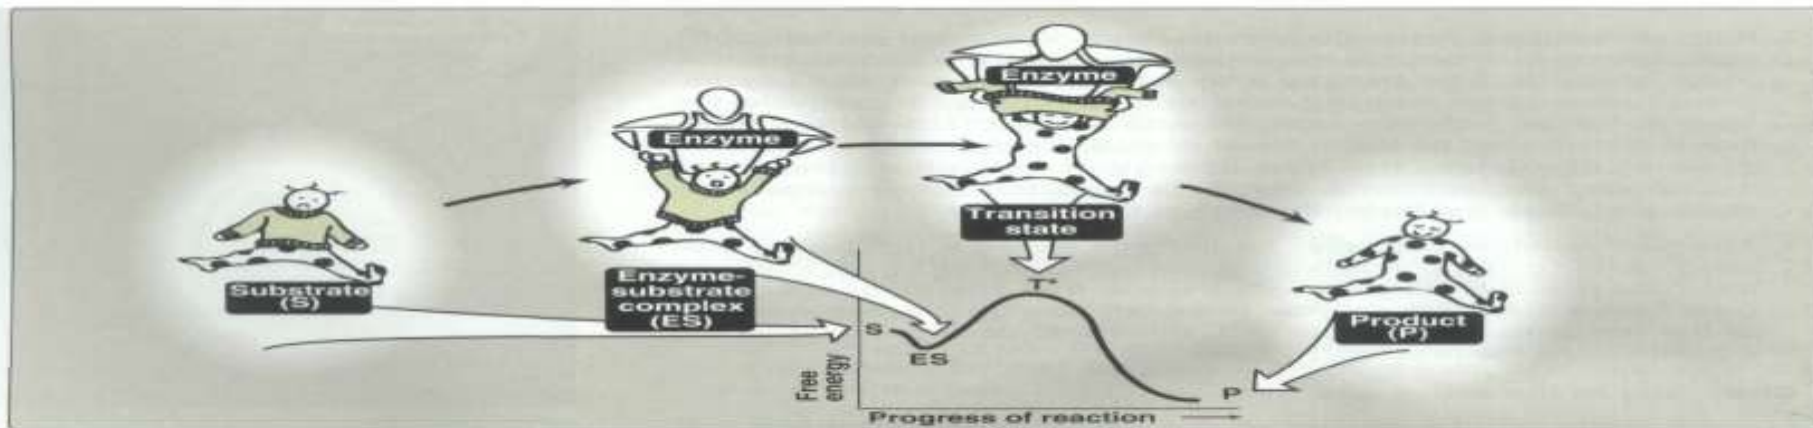 Enzyme
Enzyme
Transition
state
Substrate
(S)
Enzyme-
substrate
complex
(ES)
T*
S
ES
Product
(P)
P
Free
energy
Progress of reaction